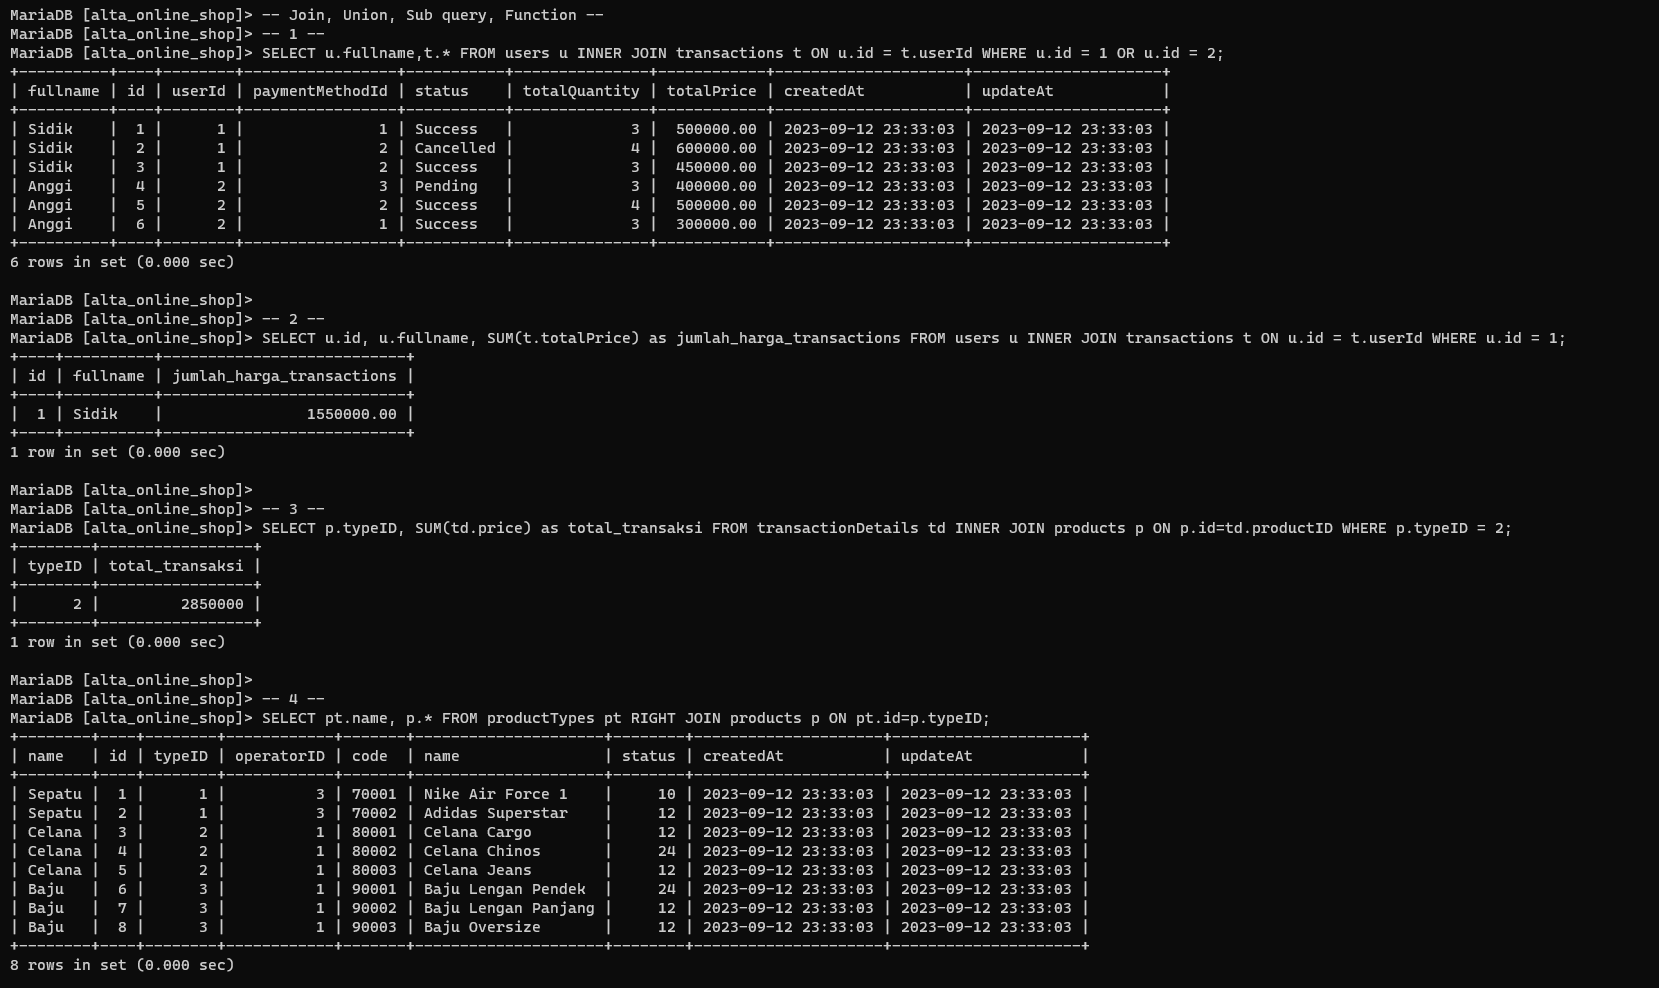 MariaDB [alta_online_shop]> -- Join, Union, Sub query, Function --
MariaDB [alta_online_shop]> -- 1 --
MariaDB [alta_online_shop]> SELECT u.fullname,t.* FROM users u INNER JOIN transactions t ON u.id = t.userId WHERE u.id = 1 OR u.id = 2;
+----------+----+--------+-----------------+-----------+---------------+------------+---------------------+---------------------+
| fullname | id | userId | paymentMethodId | status    | totalQuantity | totalPrice | createdAt           | updateAt            |
+----------+----+--------+-----------------+-----------+---------------+------------+---------------------+---------------------+
| Sidik    |  1 |      1 |               1 | Success   |             3 |  500000.00 | 2023-09-12 23:33:03 | 2023-09-12 23:33:03 |
| Sidik    |  2 |      1 |               2 | Cancelled |             4 |  600000.00 | 2023-09-12 23:33:03 | 2023-09-12 23:33:03 |
| Sidik    |  3 |      1 |               2 | Success   |             3 |  450000.00 | 2023-09-12 23:33:03 | 2023-09-12 23:33:03 |
| Anggi    |  4 |      2 |               3 | Pending   |             3 |  400000.00 | 2023-09-12 23:33:03 | 2023-09-12 23:33:03 |
| Anggi    |  5 |      2 |               2 | Success   |             4 |  500000.00 | 2023-09-12 23:33:03 | 2023-09-12 23:33:03 |
| Anggi    |  6 |      2 |               1 | Success   |             3 |  300000.00 | 2023-09-12 23:33:03 | 2023-09-12 23:33:03 |
+----------+----+--------+-----------------+-----------+---------------+------------+---------------------+---------------------+
6 rows in set (0.000 sec)

MariaDB [alta_online_shop]>
MariaDB [alta_online_shop]> -- 2 --
MariaDB [alta_online_shop]> SELECT u.id, u.fullname, SUM(t.totalPrice) as jumlah_harga_transactions FROM users u INNER JOIN transactions t ON u.id = t.userId WHERE u.id = 1;
+----+----------+---------------------------+
| id | fullname | jumlah_harga_transactions |
+----+----------+---------------------------+
|  1 | Sidik    |                1550000.00 |
+----+----------+---------------------------+
1 row in set (0.000 sec)

MariaDB [alta_online_shop]>
MariaDB [alta_online_shop]> -- 3 --
MariaDB [alta_online_shop]> SELECT p.typeID, SUM(td.price) as total_transaksi FROM transactionDetails td INNER JOIN products p ON p.id=td.productID WHERE p.typeID = 2;
+--------+-----------------+
| typeID | total_transaksi |
+--------+-----------------+
|      2 |         2850000 |
+--------+-----------------+
1 row in set (0.000 sec)

MariaDB [alta_online_shop]>
MariaDB [alta_online_shop]> -- 4 --
MariaDB [alta_online_shop]> SELECT pt.name, p.* FROM productTypes pt RIGHT JOIN products p ON pt.id=p.typeID;
+--------+----+--------+------------+-------+---------------------+--------+---------------------+---------------------+
| name   | id | typeID | operatorID | code  | name                | status | createdAt           | updateAt            |
+--------+----+--------+------------+-------+---------------------+--------+---------------------+---------------------+
| Sepatu |  1 |      1 |          3 | 70001 | Nike Air Force 1    |     10 | 2023-09-12 23:33:03 | 2023-09-12 23:33:03 |
| Sepatu |  2 |      1 |          3 | 70002 | Adidas Superstar    |     12 | 2023-09-12 23:33:03 | 2023-09-12 23:33:03 |
| Celana |  3 |      2 |          1 | 80001 | Celana Cargo        |     12 | 2023-09-12 23:33:03 | 2023-09-12 23:33:03 |
| Celana |  4 |      2 |          1 | 80002 | Celana Chinos       |     24 | 2023-09-12 23:33:03 | 2023-09-12 23:33:03 |
| Celana |  5 |      2 |          1 | 80003 | Celana Jeans        |     12 | 2023-09-12 23:33:03 | 2023-09-12 23:33:03 |
| Baju   |  6 |      3 |          1 | 90001 | Baju Lengan Pendek  |     24 | 2023-09-12 23:33:03 | 2023-09-12 23:33:03 |
| Baju   |  7 |      3 |          1 | 90002 | Baju Lengan Panjang |     12 | 2023-09-12 23:33:03 | 2023-09-12 23:33:03 |
| Baju   |  8 |      3 |          1 | 90003 | Baju Oversize       |     12 | 2023-09-12 23:33:03 | 2023-09-12 23:33:03 |
+--------+----+--------+------------+-------+---------------------+--------+---------------------+---------------------+
8 rows in set (0.000 sec)